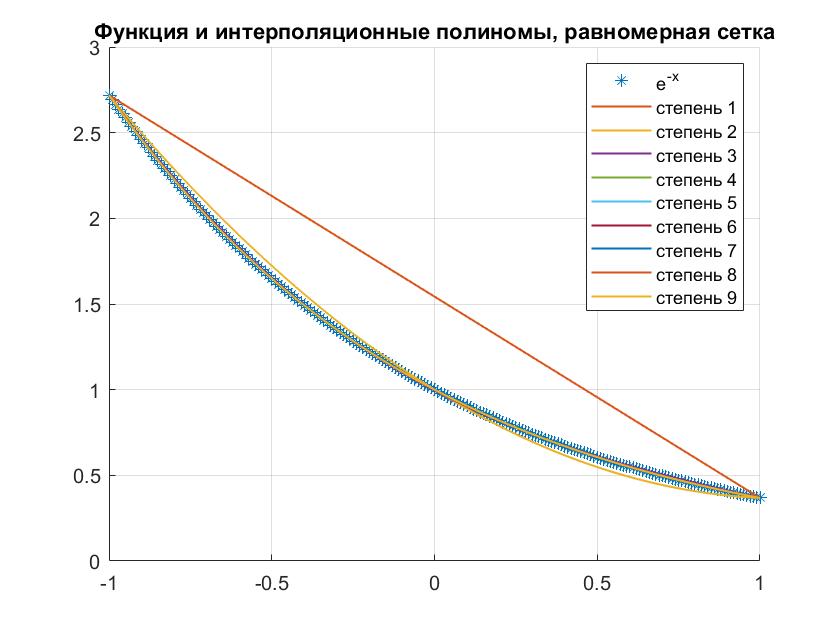 Функция и интерполяционные полиномы, равномерная сетка
3
2.5
2
1.5
1
0.5
0
-1
-0.5
0
0.5
1
e^-x
степень 1
степень 2
степень 3
степень 4
степень 5
степень 6
степень 7
степень 8
степень 9